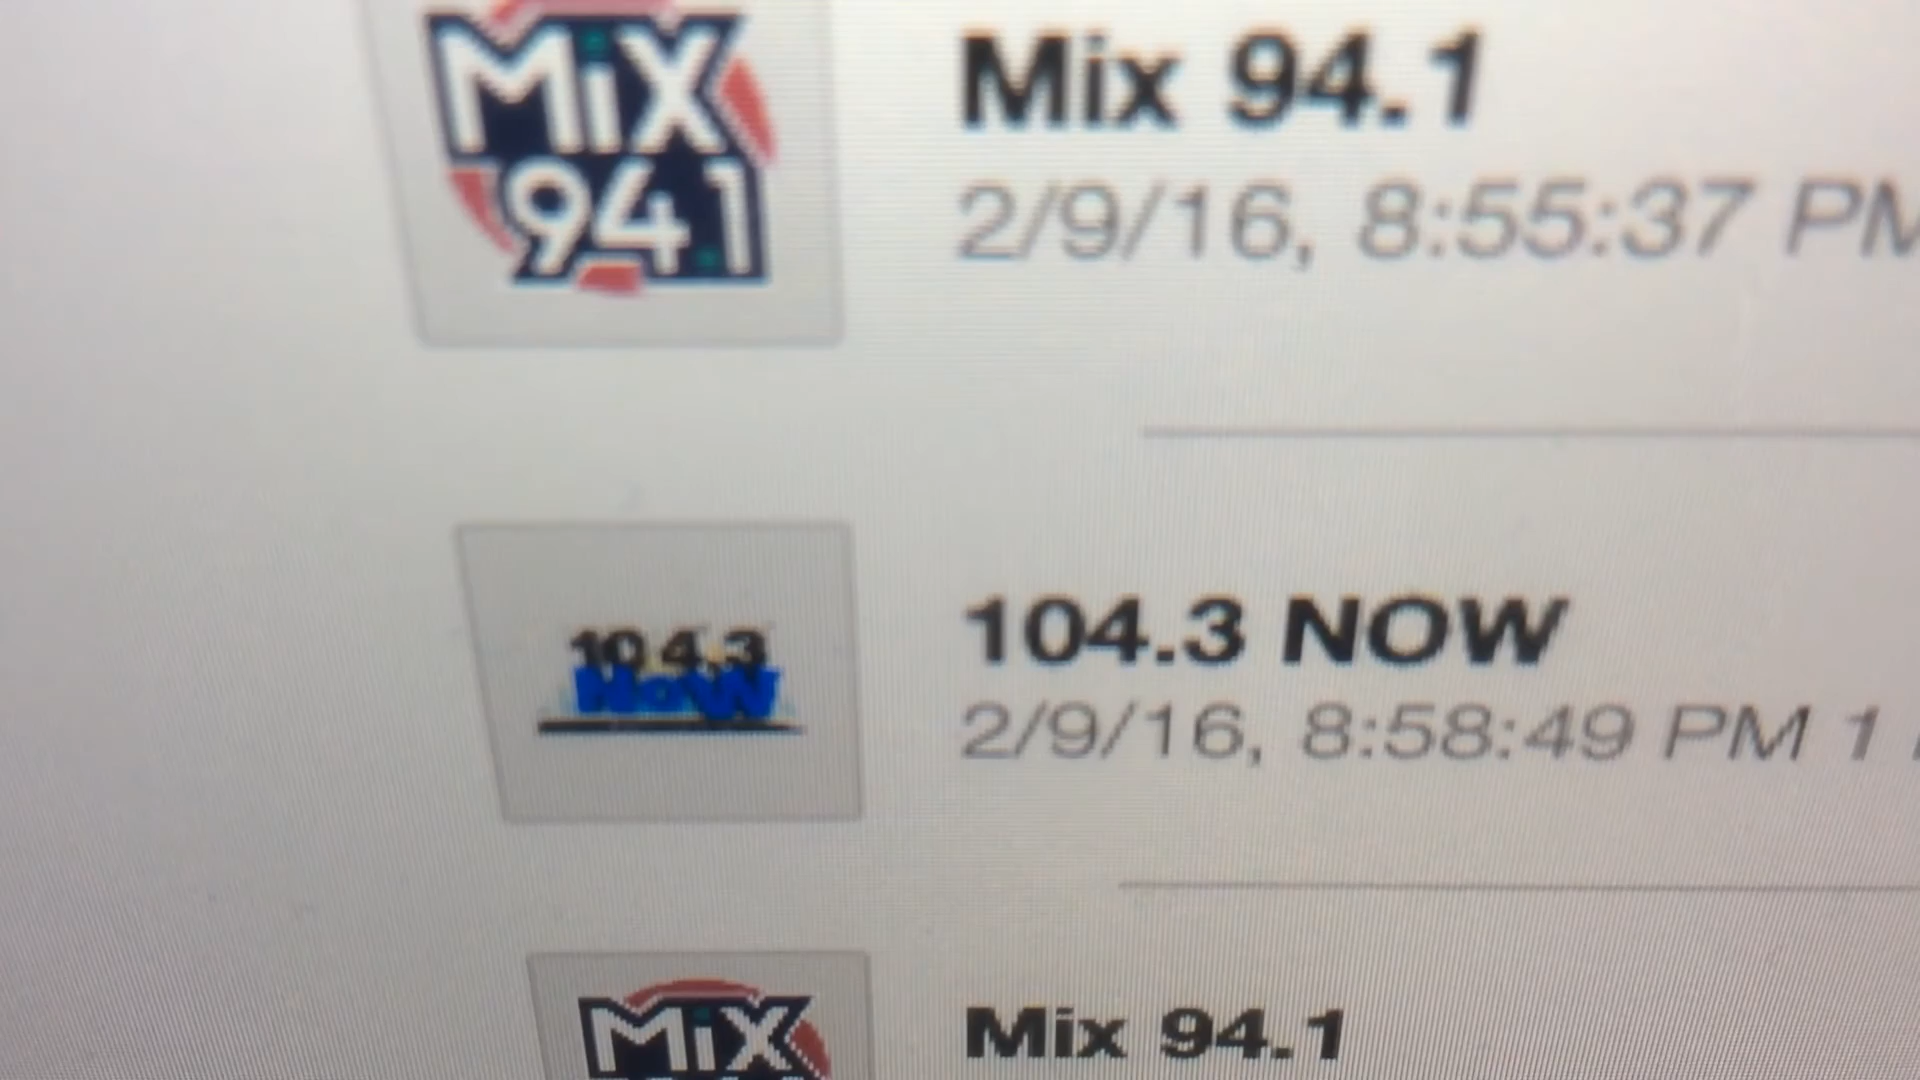 MiX
94.1
Mix 94.1
2/9/16, 8:55:37 PM
104.3
NOW
104.3 NOW
2/9/16, 8:58:49 PM 1
MiX
Mix 94.1